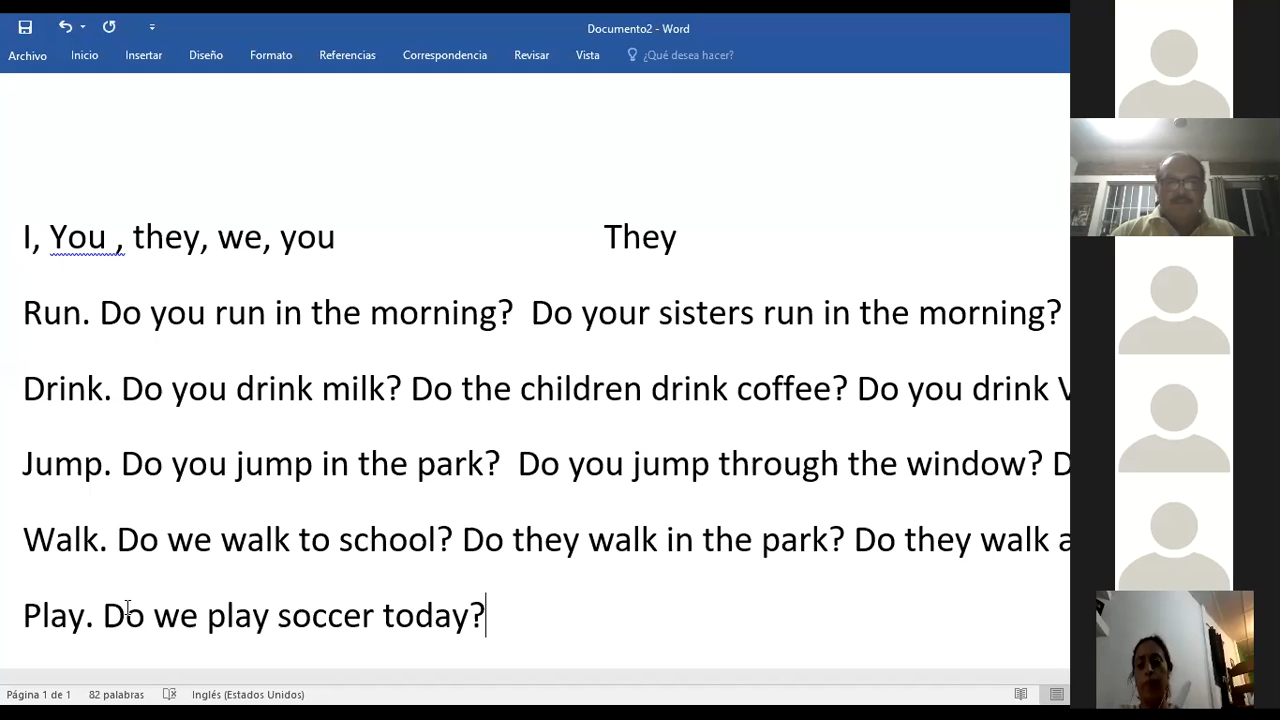 Documento2 - Word
Archivo Inicio Insertar Diseño Formato Referencias Correspondencia Revisar Vista ¿Qué desea hacer?
I, You , they, we, you They
Run. Do you run in the morning? Do your sisters run in the morning?
Drink. Do you drink milk? Do the children drink coffee? Do you drink
Jump. Do you jump in the park? Do you jump through the window?
Walk. Do we walk to school? Do they walk in the park? Do they walk
Play. Do we play soccer today?
Página 1 de 1 82 palabras Inglés (Estados Unidos)